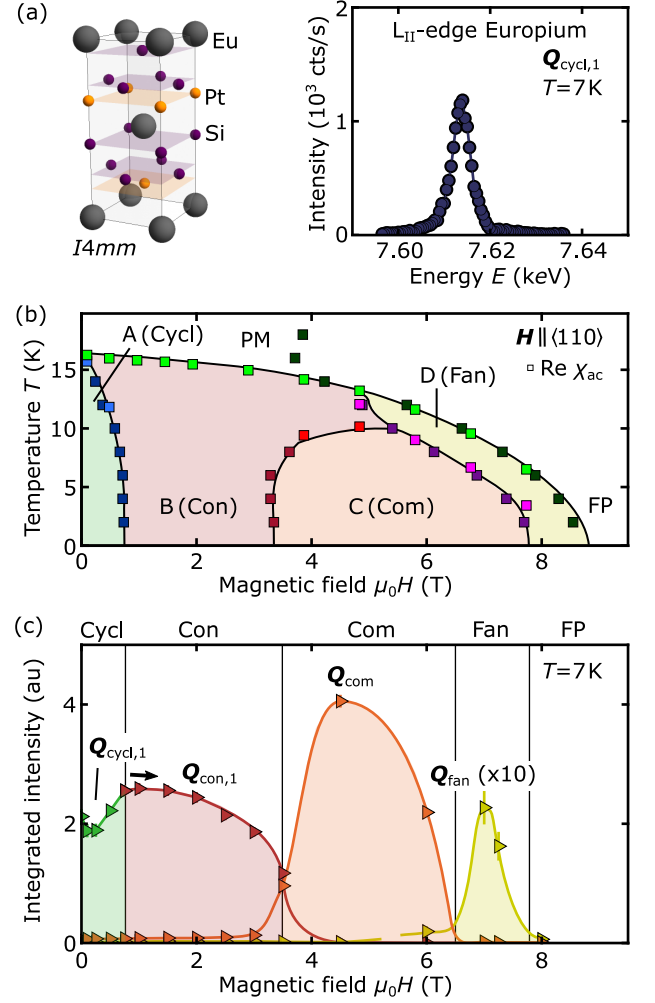 (a)
Eu
Pt
Si
I4mm
L_II-edge Europium
Q_cycl,1
T=7K
Intensity (10³ cts/s)
2
1
0
7.60 7.62 7.64
Energy E (keV)
(b)
A (Cycl)
PM
H || ⟨110⟩
Re χ_ac
D (Fan)
B (Con)
C (Com)
FP
Temperature T (K)
15
10
5
0
0 2 4 6 8
Magnetic field μ₀H (T)
(c)
Cycl Con Com Fan FP
T=7K
Q_com
Q_cycl,1
Q_con,1
Q_fan (x10)
Integrated intensity (au)
4
2
0
0 2 4 6 8
Magnetic field μ₀H (T)